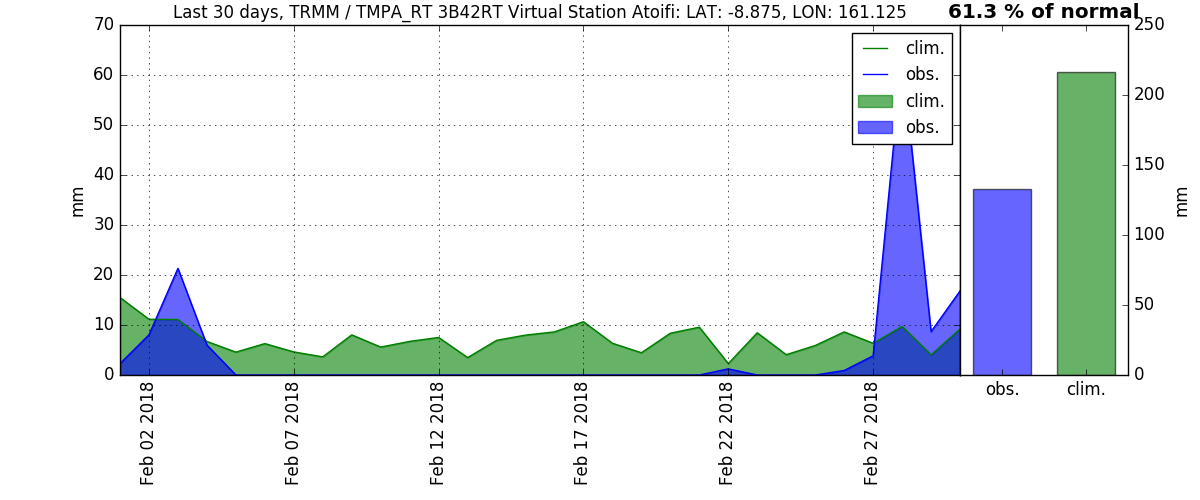 Last 30 days, TRMM / TMPA_RT 3B42RT Virtual Station Atoifi: LAT: -8.875, LON: 161.125
61.3 % of normal
70
60
50
40
30
20
10
0
mm
clim.
obs.
clim.
obs.
Feb 02 2018
Feb 07 2018
Feb 12 2018
Feb 17 2018
Feb 22 2018
Feb 27 2018
250
200
150
100
50
0
mm
obs.
clim.